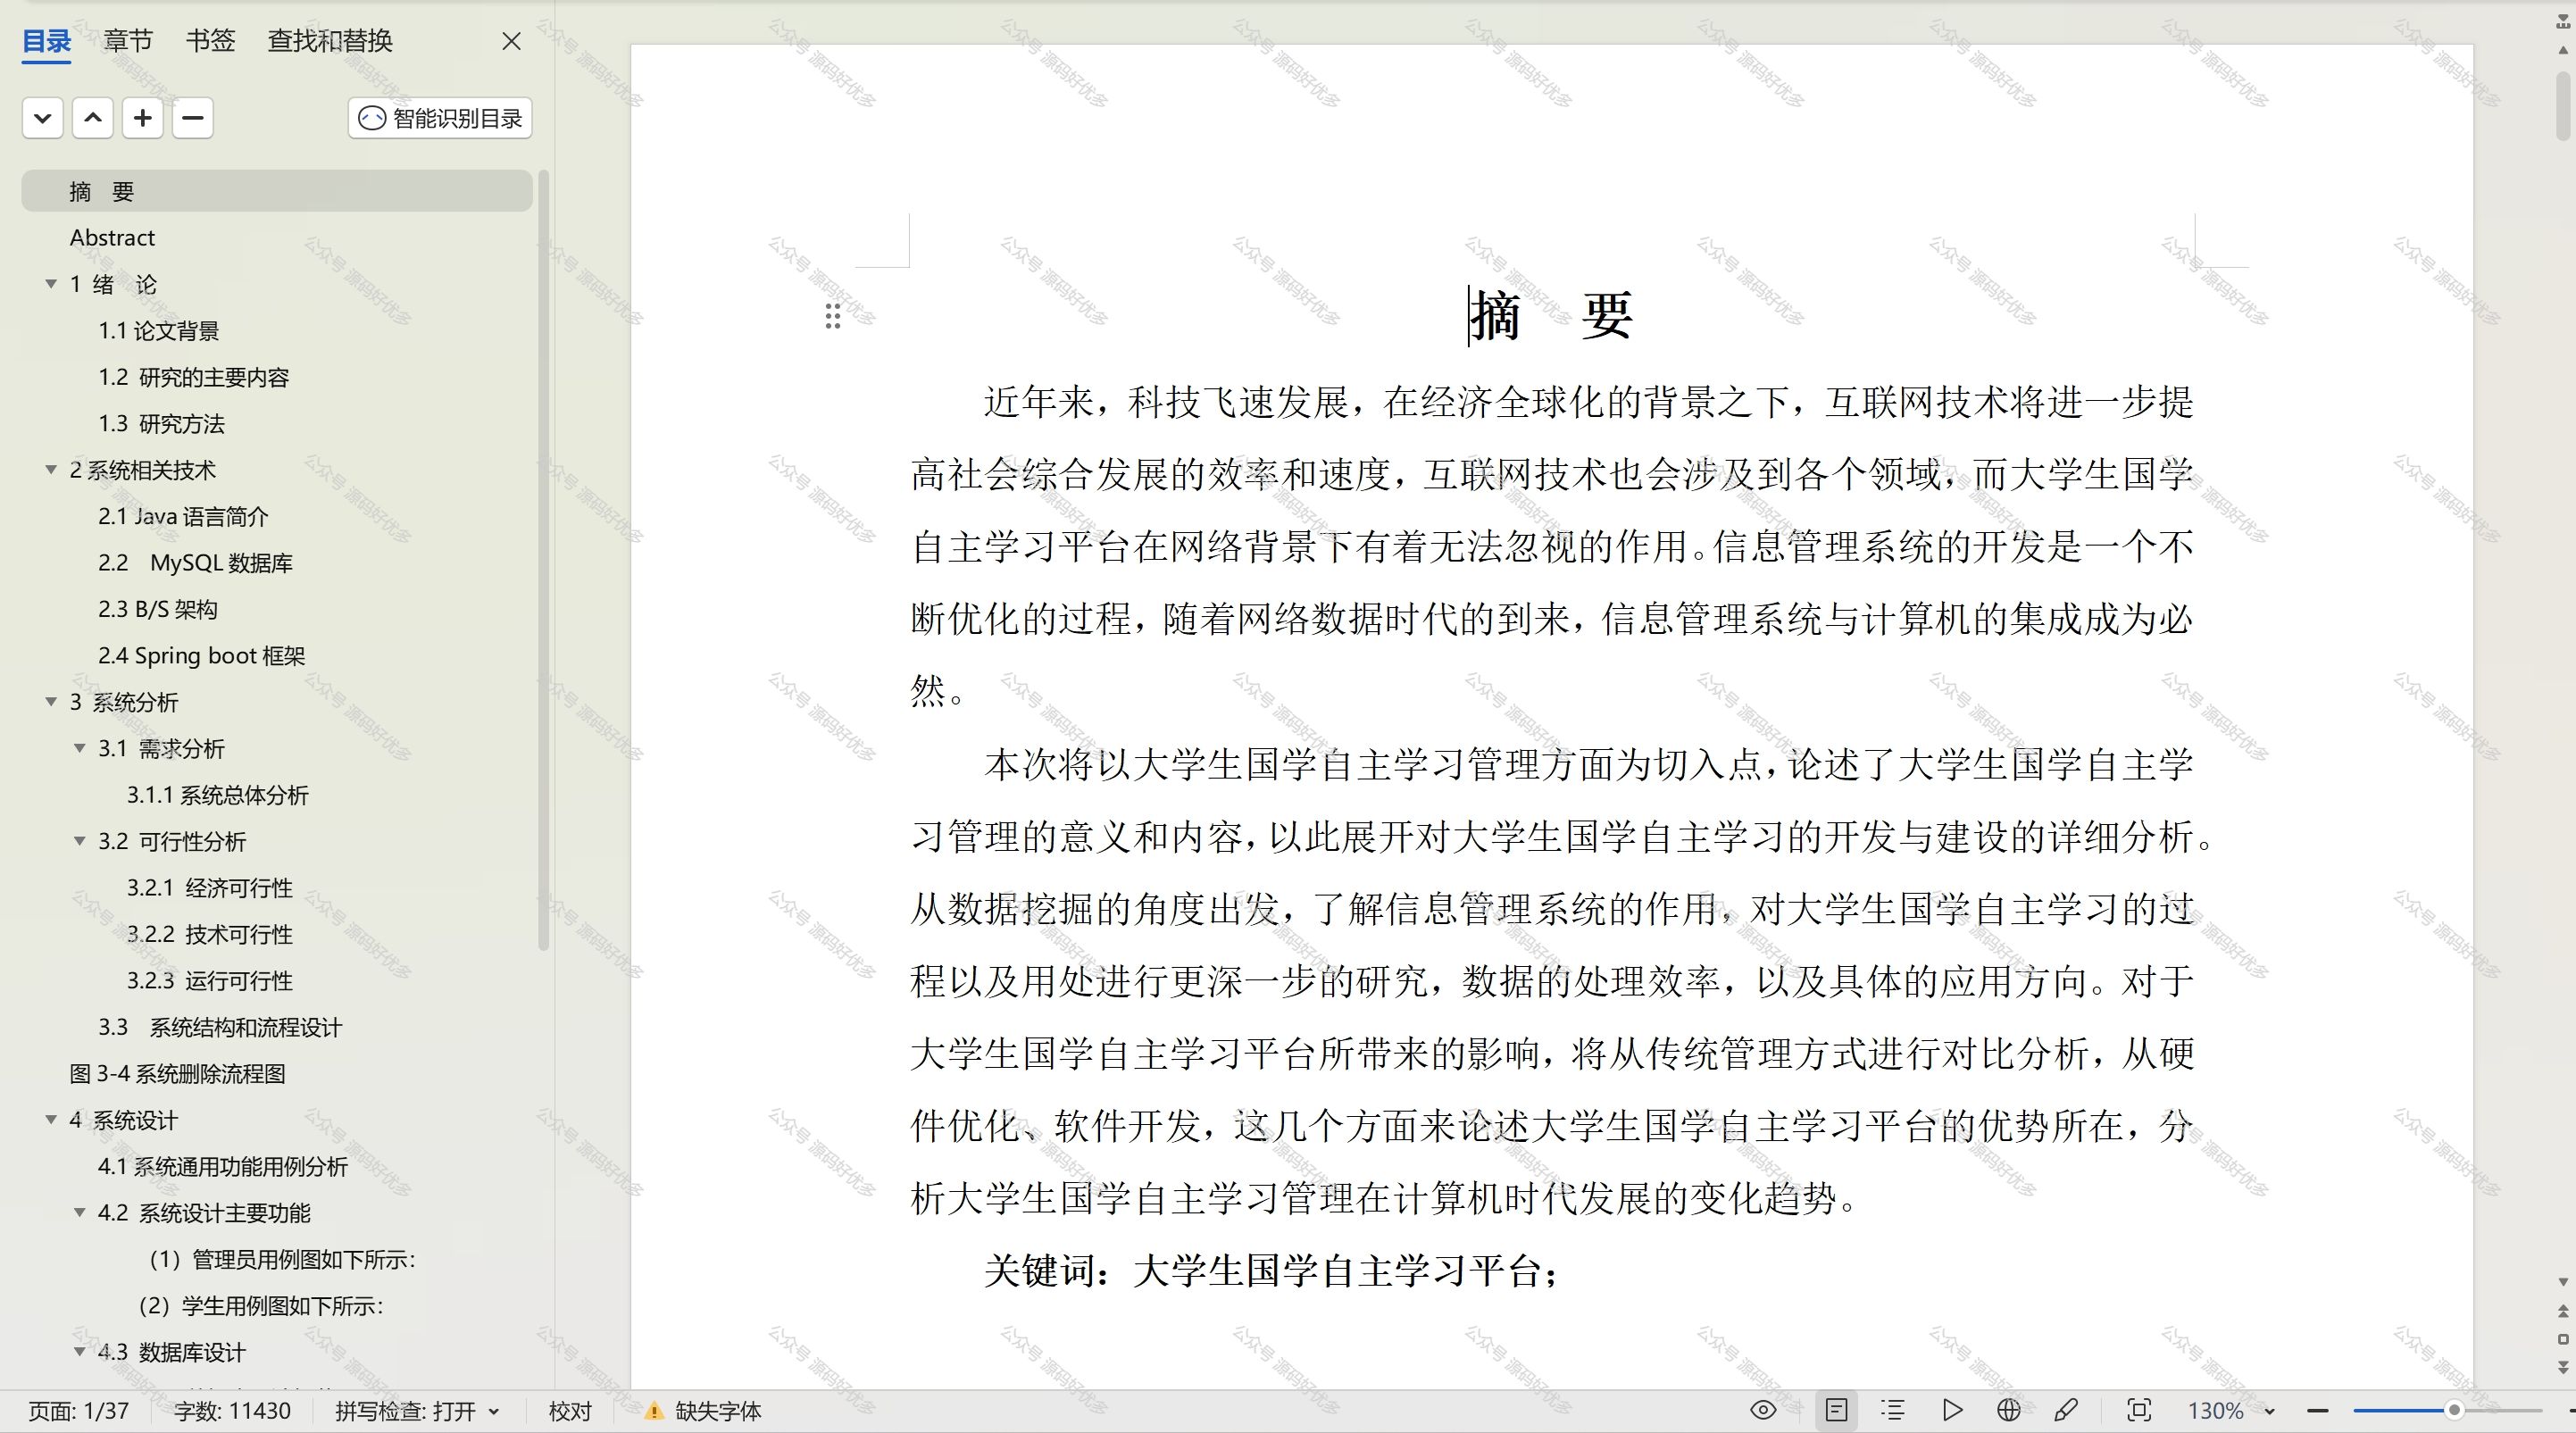 目录 章节 书签 查找和替换
智能识别目录
摘 要
Abstract
1 绪 论
1.1 论文背景
1.2 研究的主要内容
1.3 研究方法
2 系统相关技术
2.1 Java 语言简介
2.2 MySQL 数据库
2.3 B/S 架构
2.4 Spring boot 框架
3 系统分析
3.1 需求分析
3.1.1 系统总体分析
3.2 可行性分析
3.2.1 经济可行性
3.2.2 技术可行性
3.2.3 运行可行性
3.3 系统结构和流程设计
图 3-4 系统删除流程图
4 系统设计
4.1 系统通用功能用例分析
4.2 系统设计主要功能
（1）管理员用例图如下所示：
（2）学生用例图如下所示：
4.3 数据库设计
摘 要
近年来，科技飞速发展，在经济全球化的背景之下，互联网技术将进一步提
高社会综合发展的效率和速度，互联网技术也会涉及到各个领域，而大学生国学
自主学习平台在网络背景下有着无法忽视的作用。信息管理系统的开发是一个不
断优化的过程，随着网络数据时代的到来，信息管理系统与计算机的集成成为必
然。
本次将以大学生国学自主学习管理方面为切入点，论述了大学生国学自主学
习管理的意义和内容，以此展开对大学生国学自主学习的开发与建设的详细分析。
从数据挖掘的角度出发，了解信息管理系统的作用，对大学生国学自主学习的过
程以及用处进行更深一步的研究，数据的处理效率，以及具体的应用方向。对于
大学生国学自主学习平台所带来的影响，将从传统管理方式进行对比分析，从硬
件优化、软件开发，这几个方面来论述大学生国学自主学习平台的优势所在，分
析大学生国学自主学习管理在计算机时代发展的变化趋势。
关键词：大学生国学自主学习平台；
页面: 1/37 字数: 11430 拼写检查: 打开 校对 缺失字体 130%
公众号 源码好优多